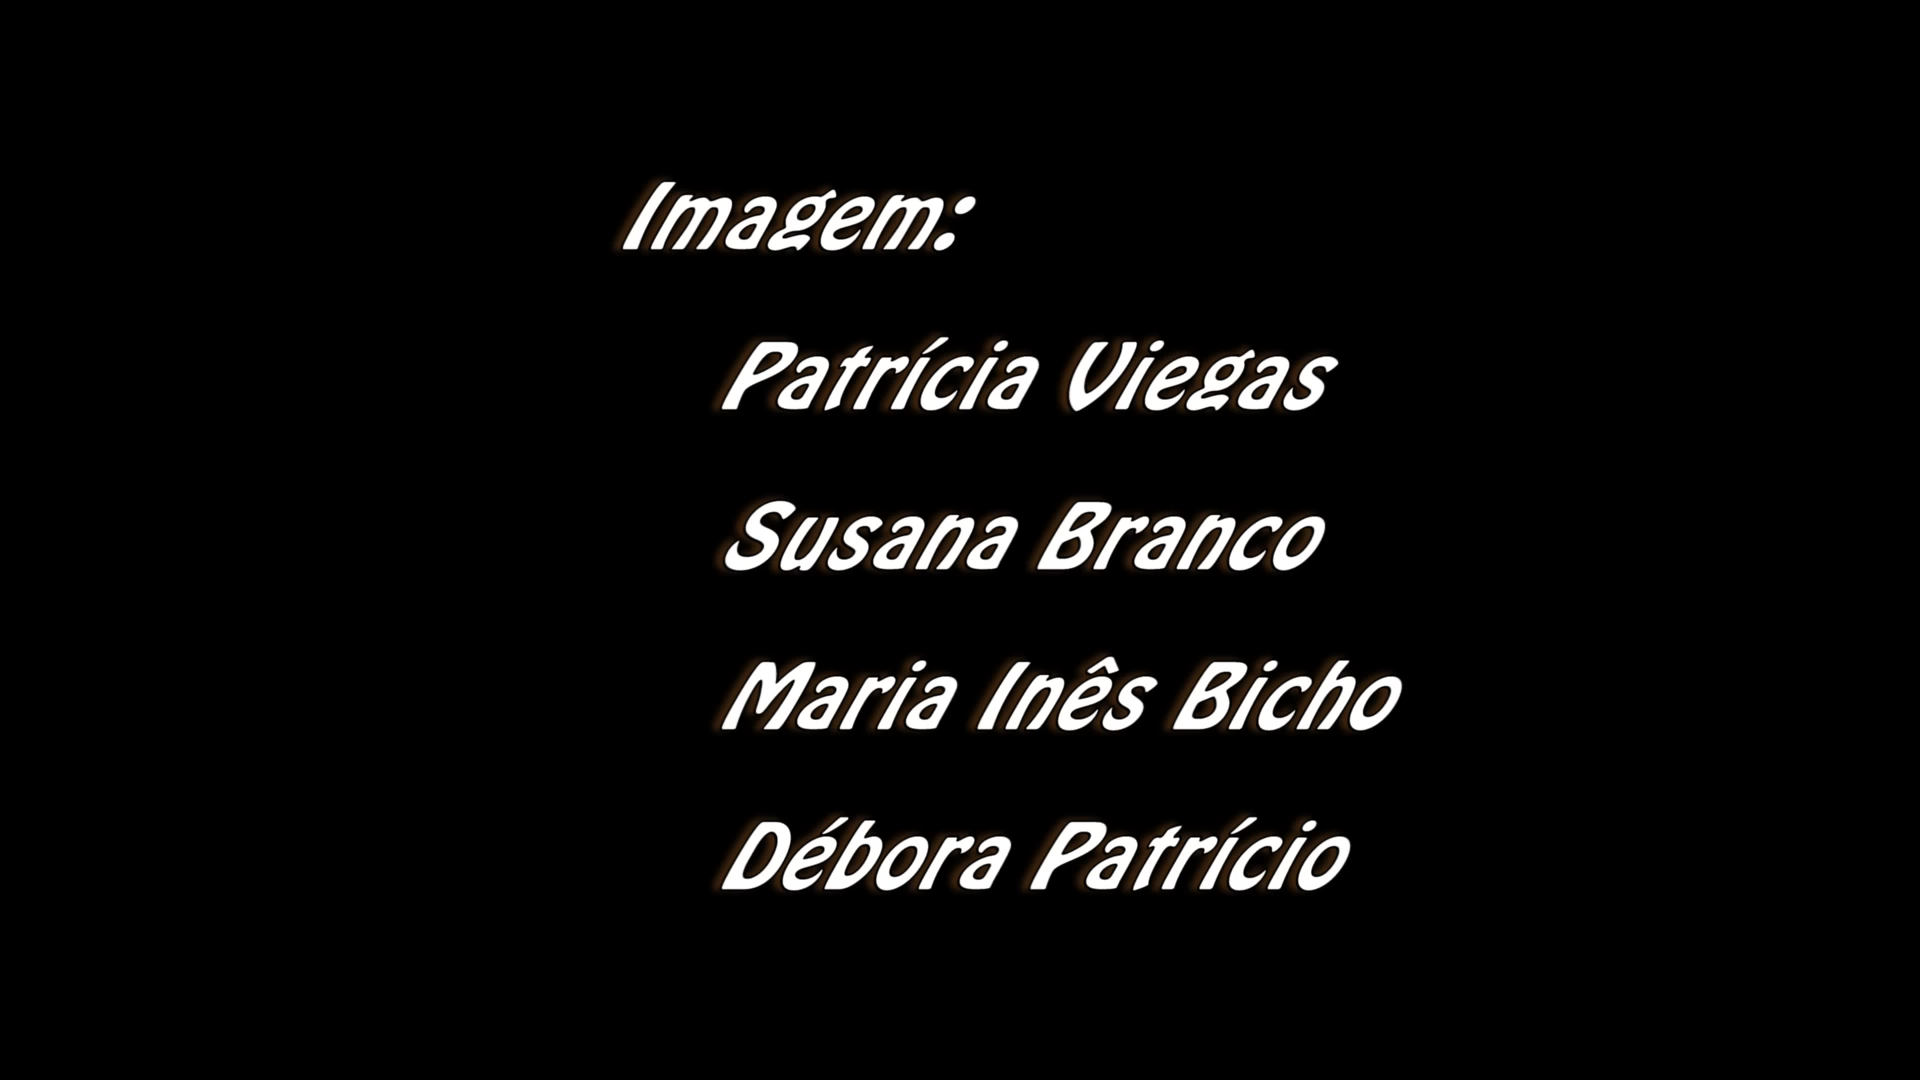 Imagem:
Patrícia Viegas
Susana Branco
Maria Inês Bicho
Débora Patrício